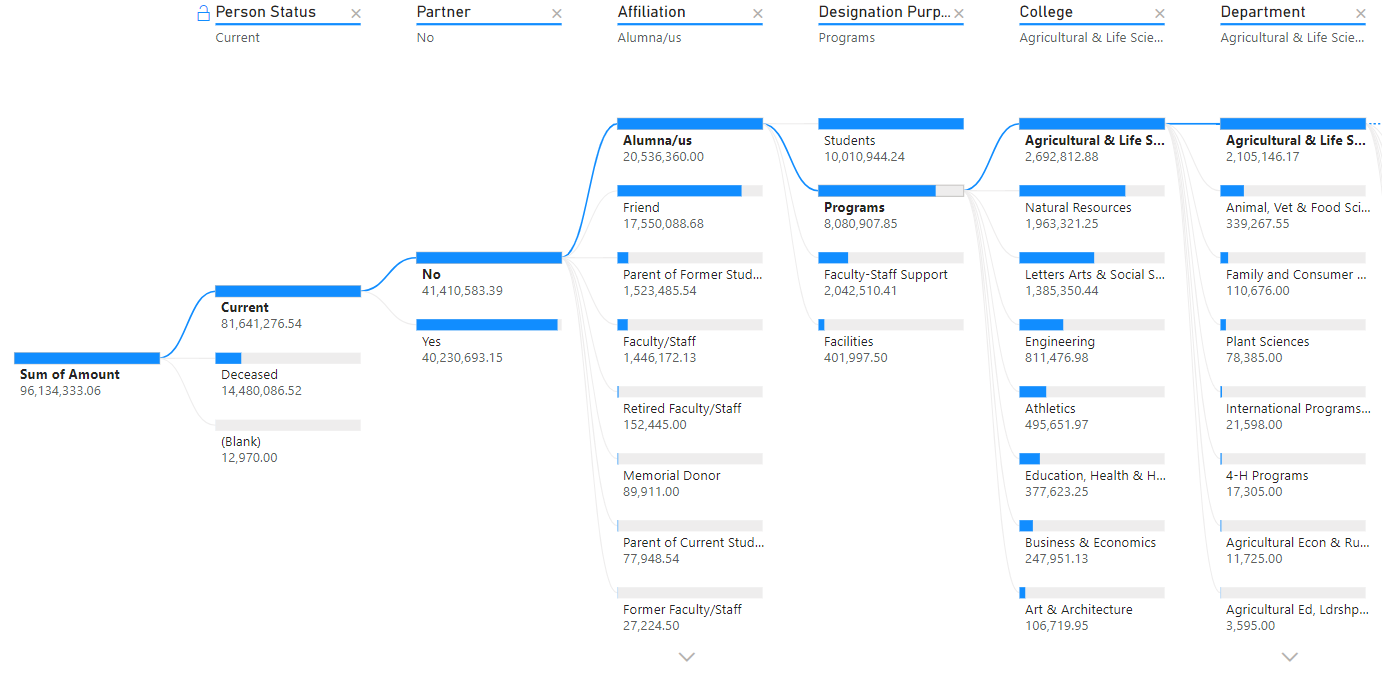 Person Status
Current
Partner
No
Affiliation
Alumna/us
Designation Purp...
Programs
College
Agricultural & Life Scie...
Department
Agricultural & Life Scie...
Sum of Amount
96,134,333.06
Current
81,641,276.54
Deceased
14,480,086.52
(Blank)
12,970.00
No
41,410,583.39
Yes
40,230,693.15
Alumna/us
20,536,360.00
Friend
17,550,088.68
Parent of Former Stud...
1,523,485.54
Faculty/Staff
1,446,172.13
Retired Faculty/Staff
152,445.00
Memorial Donor
89,911.00
Parent of Current Stud...
77,948.54
Former Faculty/Staff
27,224.50
Students
10,010,944.24
Programs
8,080,907.85
Faculty-Staff Support
2,042,510.41
Facilities
401,997.50
Agricultural & Life S...
2,692,812.88
Natural Resources
1,963,321.25
Letters Arts & Social S...
1,385,350.44
Engineering
811,476.98
Athletics
495,651.97
Education, Health & H...
377,623.25
Business & Economics
247,951.13
Art & Architecture
106,719.95
Agricultural & Life S...
2,105,146.17
Animal, Vet & Food Sci...
339,267.55
Family and Consumer ...
110,676.00
Plant Sciences
78,385.00
International Programs...
21,598.00
4-H Programs
17,305.00
Agricultural Econ & Ru...
11,725.00
Agricultural Ed, Ldrshp...
3,595.00